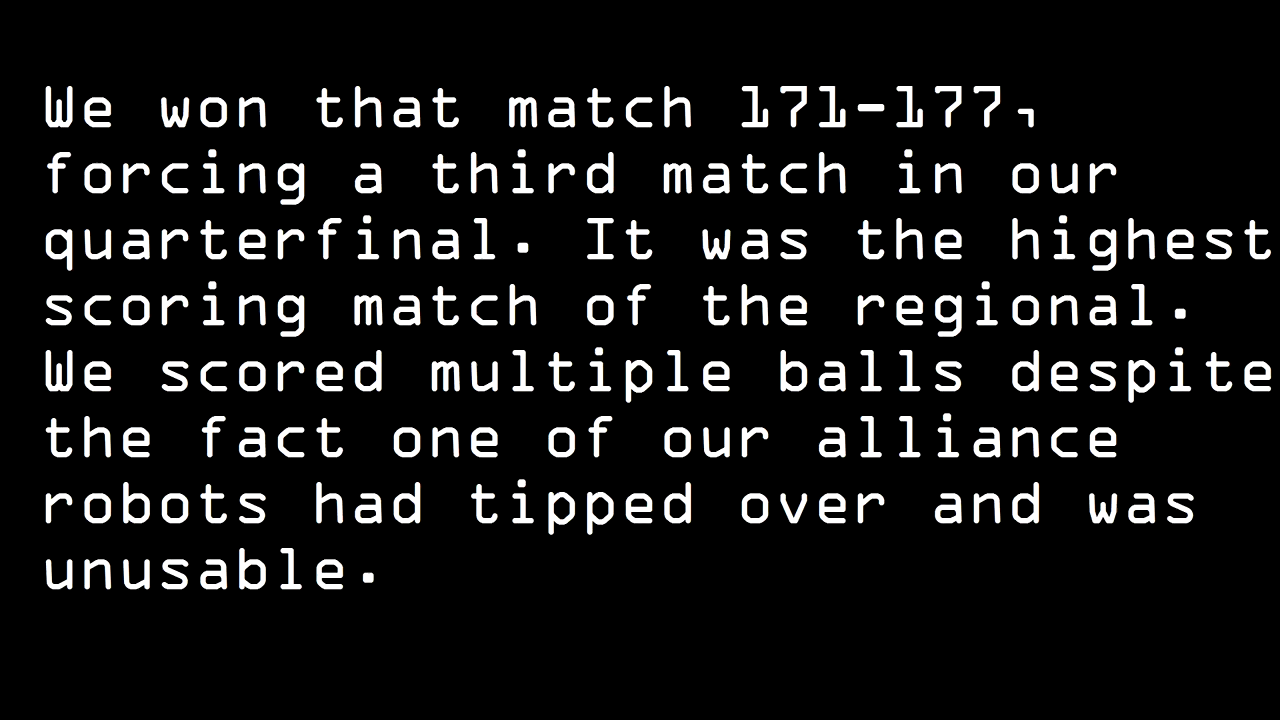 We won that match 171-177,
forcing a third match in our
quarterfinal. It was the highest
scoring match of the regional.
We scored multiple balls despite
the fact one of our alliance
robots had tipped over and was
unusable.